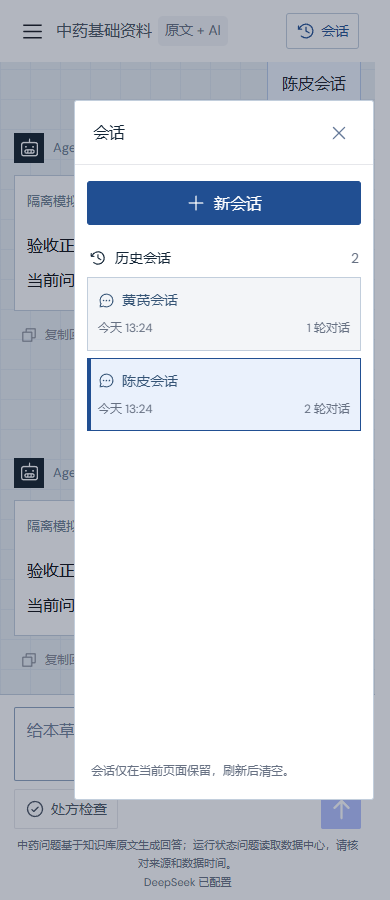 中药基础资料 原文 + AI 会话
陈皮会话
会话
Age
隔离模拟
新会话
验收正
历史会话 2
当前问
黄芪会话
今天 13:24 1 轮对话
复制回
陈皮会话
今天 13:24 2 轮对话
Age
隔离模拟
验收正
当前问
复制回
给本草
会话仅在当前页面保留，刷新后清空。
处方检查
中药问题基于知识库原文生成回答；运行状态问题读取数据中心，请核
对来源和数据时间。
DeepSeek 已配置